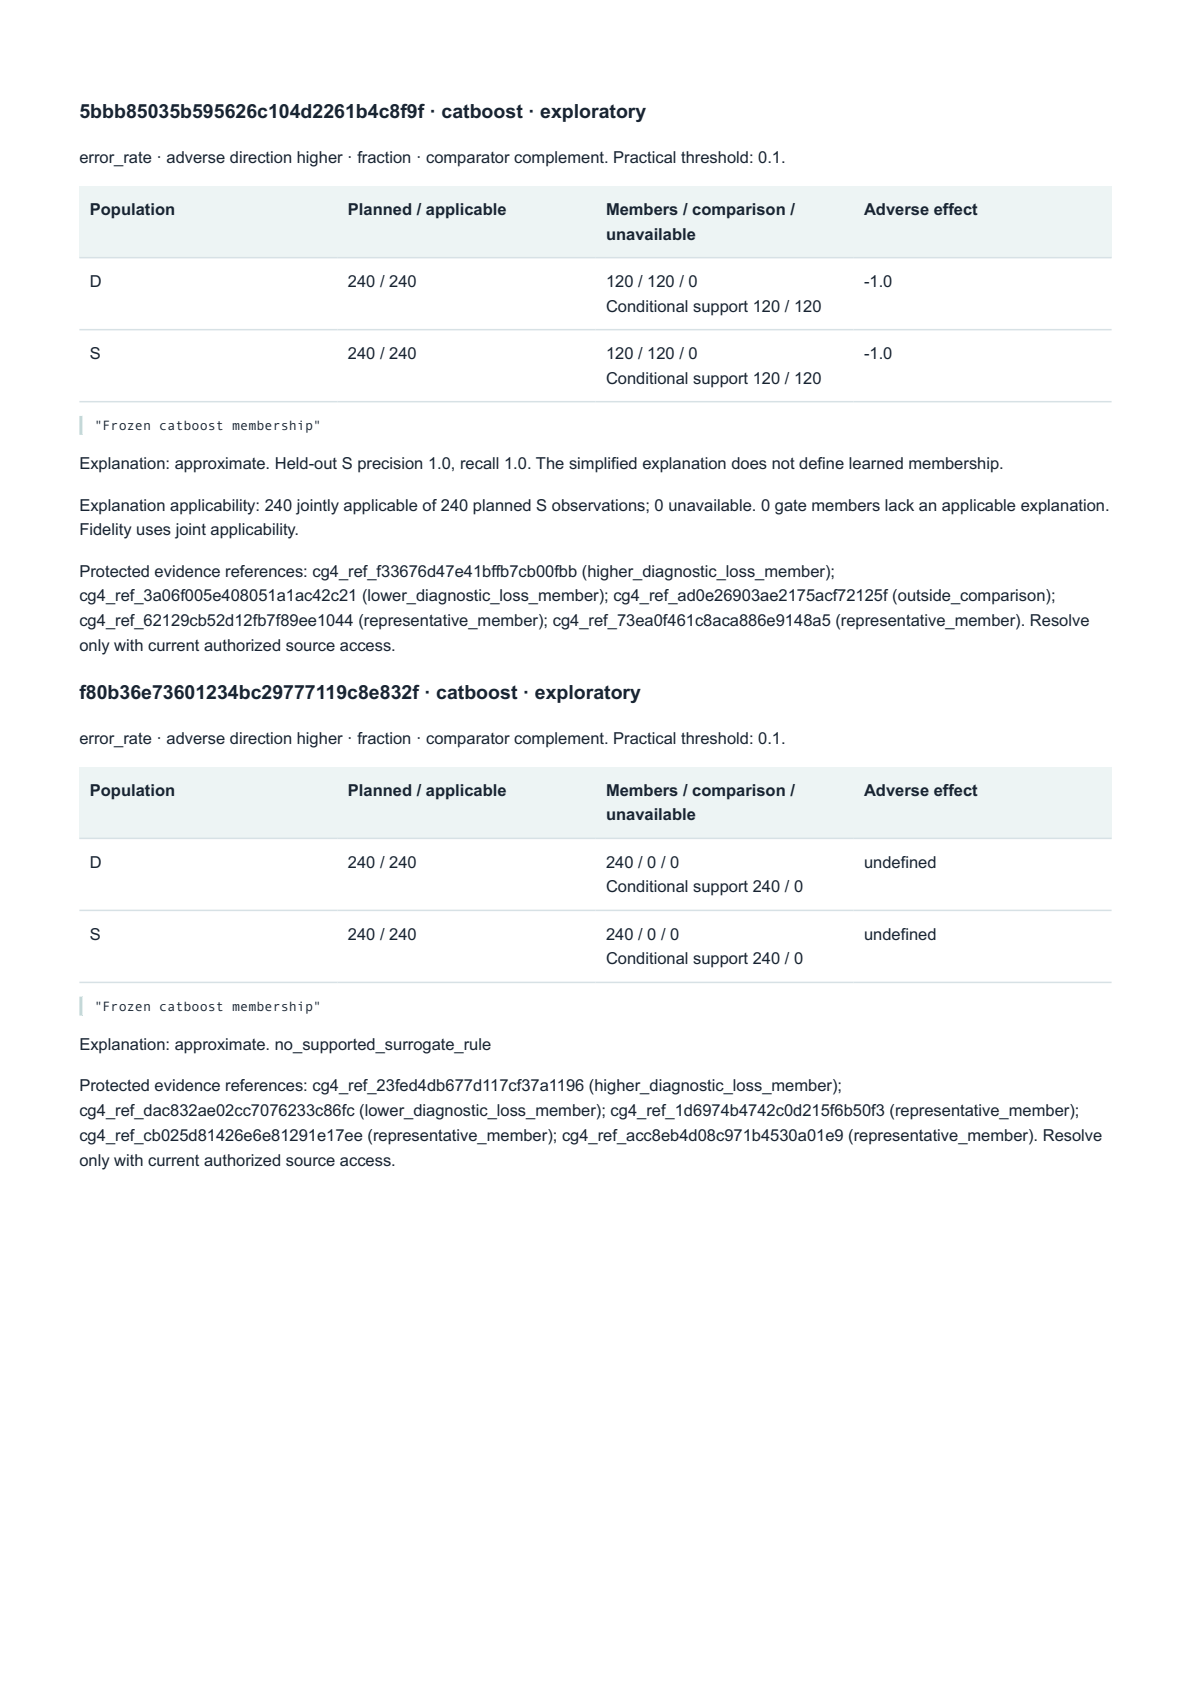 5bbb85035b595626c104d2261b4c8f9f · catboost · exploratory
error_rate · adverse direction higher · fraction · comparator complement. Practical threshold: 0.1.
Population Planned / applicable Members / comparison / unavailable Adverse effect
D 240 / 240 120 / 120 / 0 -1.0
Conditional support 120 / 120
S 240 / 240 120 / 120 / 0 -1.0
Conditional support 120 / 120
"Frozen catboost membership"
Explanation: approximate. Held-out S precision 1.0, recall 1.0. The simplified explanation does not define learned membership.
Explanation applicability: 240 jointly applicable of 240 planned S observations; 0 unavailable. 0 gate members lack an applicable explanation.
Fidelity uses joint applicability.
Protected evidence references: cg4_ref_f33676d47e41bffb7cb00fbb (higher_diagnostic_loss_member);
cg4_ref_3a06f005e408051a1ac42c21 (lower_diagnostic_loss_member); cg4_ref_ad0e26903ae2175acf72125f (outside_comparison);
cg4_ref_62129cb52d12fb7f89ee1044 (representative_member); cg4_ref_73ea0f461c8aca886e9148a5 (representative_member). Resolve
only with current authorized source access.
f80b36e73601234bc29777119c8e832f · catboost · exploratory
error_rate · adverse direction higher · fraction · comparator complement. Practical threshold: 0.1.
Population Planned / applicable Members / comparison / unavailable Adverse effect
D 240 / 240 240 / 0 / 0 undefined
Conditional support 240 / 0
S 240 / 240 240 / 0 / 0 undefined
Conditional support 240 / 0
"Frozen catboost membership"
Explanation: approximate. no_supported_surrogate_rule
Protected evidence references: cg4_ref_23fed4db677d117cf37a1196 (higher_diagnostic_loss_member);
cg4_ref_dac832ae02cc7076233c86fc (lower_diagnostic_loss_member); cg4_ref_1d6974b4742c0d215f6b50f3 (representative_member);
cg4_ref_cb025d81426e6e81291e17ee (representative_member); cg4_ref_acc8eb4d08c971b4530a01e9 (representative_member). Resolve
only with current authorized source access.